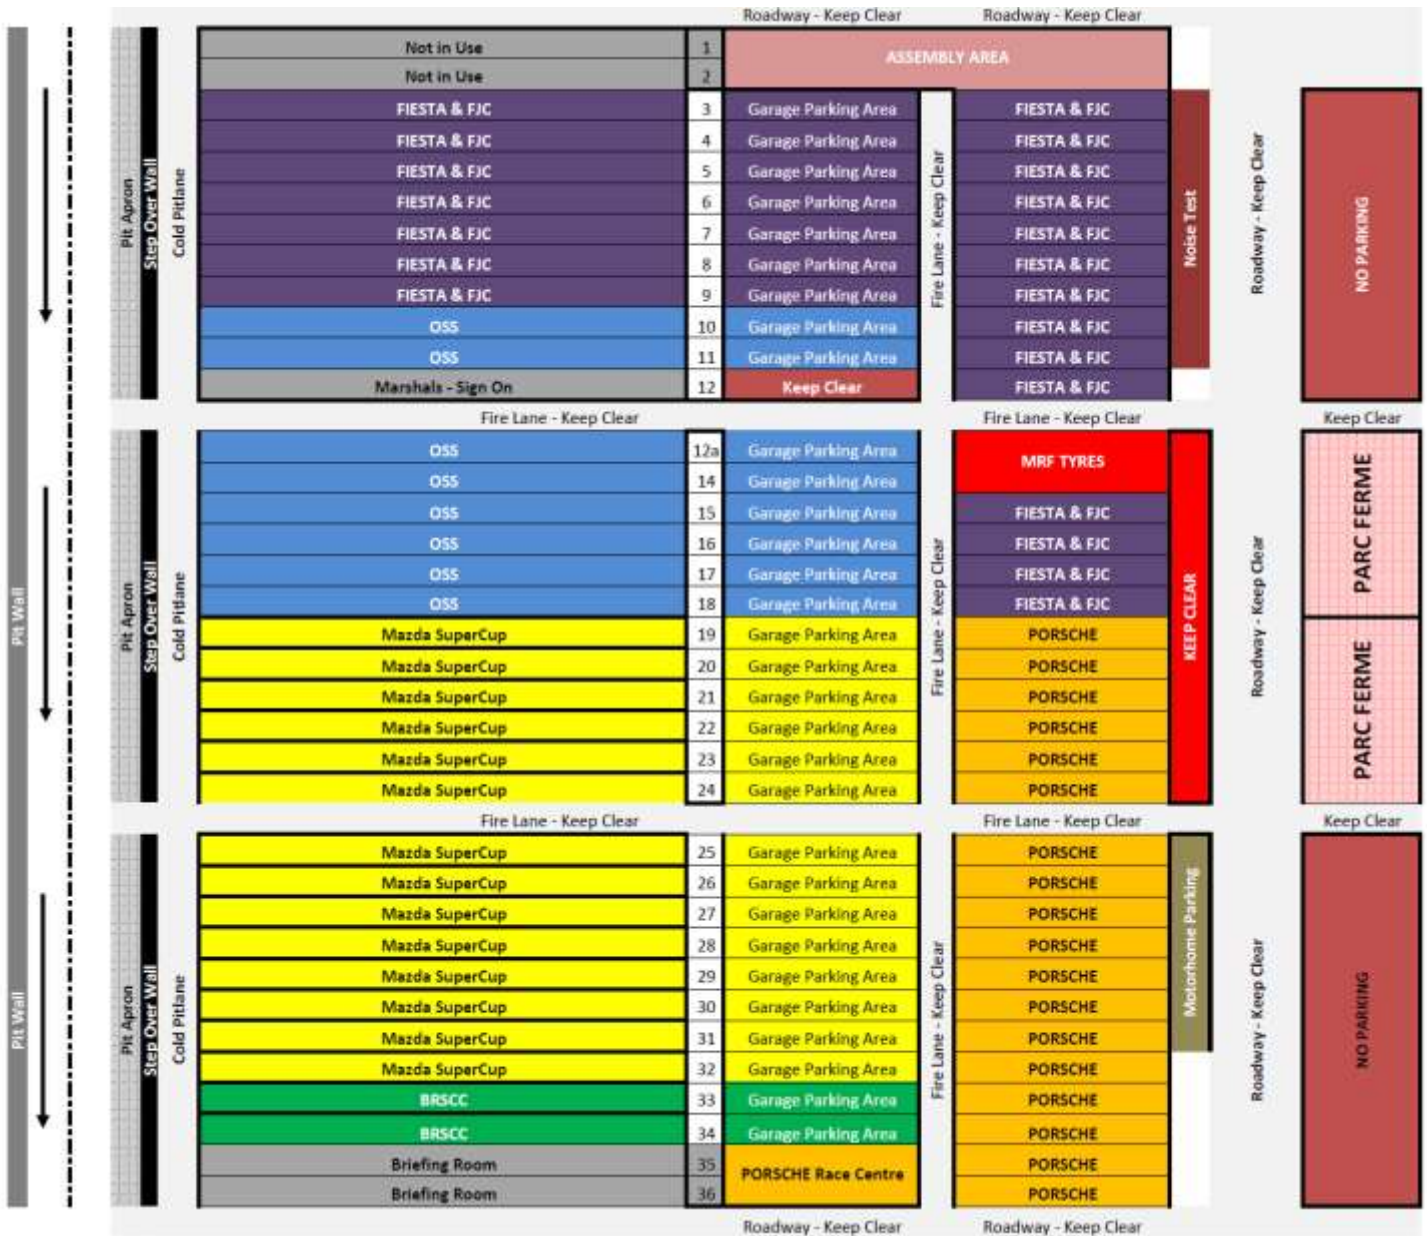 Roadway - Keep Clear Roadway - Keep Clear
Not in Use 1 ASSEMBLY AREA
Not in Use 2
FIESTA & FJC 3 Garage Parking Area FIESTA & FJC
FIESTA & FJC 4 Garage Parking Area FIESTA & FJC
FIESTA & FJC 5 Garage Parking Area FIESTA & FJC
FIESTA & FJC 6 Garage Parking Area FIESTA & FJC
FIESTA & FJC 7 Garage Parking Area FIESTA & FJC
FIESTA & FJC 8 Garage Parking Area FIESTA & FJC
FIESTA & FJC 9 Garage Parking Area FIESTA & FJC
OSS 10 Garage Parking Area FIESTA & FJC
OSS 11 Garage Parking Area FIESTA & FJC
Marshals - Sign On 12 Keep Clear FIESTA & FJC
Pit Apron
Step Over Wall
Cold Pitlane
Fire Lane - Keep Clear
Noise Test
Roadway - Keep Clear
NO PARKING
Fire Lane - Keep Clear Fire Lane - Keep Clear Keep Clear
OSS 12a Garage Parking Area MRF TYRES
OSS 14 Garage Parking Area
OSS 15 Garage Parking Area FIESTA & FJC
OSS 16 Garage Parking Area FIESTA & FJC
OSS 17 Garage Parking Area FIESTA & FJC
OSS 18 Garage Parking Area FIESTA & FJC
Mazda SuperCup 19 Garage Parking Area PORSCHE
Mazda SuperCup 20 Garage Parking Area PORSCHE
Mazda SuperCup 21 Garage Parking Area PORSCHE
Mazda SuperCup 22 Garage Parking Area PORSCHE
Mazda SuperCup 23 Garage Parking Area PORSCHE
Mazda SuperCup 24 Garage Parking Area PORSCHE
Pit Wall
Pit Apron
Step Over Wall
Cold Pitlane
Fire Lane - Keep Clear
KEEP CLEAR
Roadway - Keep Clear
PARC FERME
PARC FERME
Fire Lane - Keep Clear Fire Lane - Keep Clear Keep Clear
Mazda SuperCup 25 Garage Parking Area PORSCHE
Mazda SuperCup 26 Garage Parking Area PORSCHE
Mazda SuperCup 27 Garage Parking Area PORSCHE
Mazda SuperCup 28 Garage Parking Area PORSCHE
Mazda SuperCup 29 Garage Parking Area PORSCHE
Mazda SuperCup 30 Garage Parking Area PORSCHE
Mazda SuperCup 31 Garage Parking Area PORSCHE
Mazda SuperCup 32 Garage Parking Area PORSCHE
BRSCC 33 Garage Parking Area PORSCHE
BRSCC 34 Garage Parking Area PORSCHE
Briefing Room 35 PORSCHE Race Centre PORSCHE
Briefing Room 36 PORSCHE
Pit Wall
Pit Apron
Step Over Wall
Cold Pitlane
Fire Lane - Keep Clear
Motorhome Parking
Roadway - Keep Clear
NO PARKING
Roadway - Keep Clear Roadway - Keep Clear